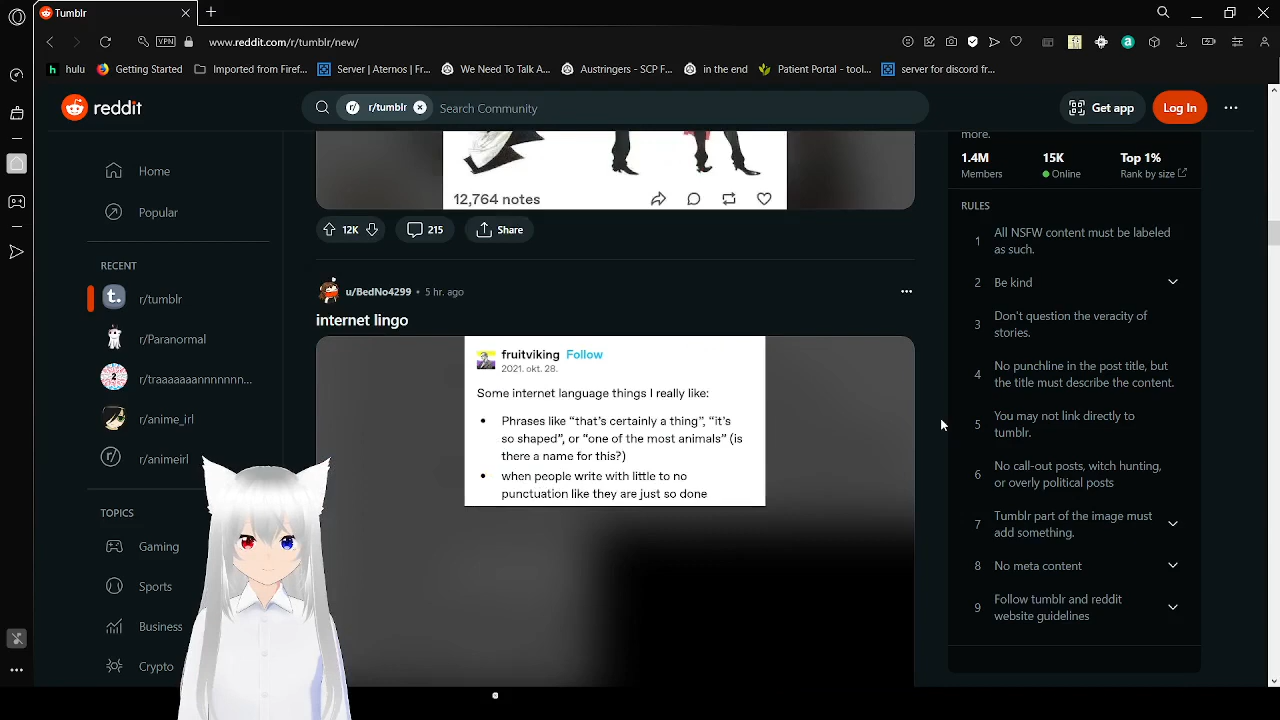 Tumblr
VPN
www.reddit.com/r/tumblr/new/
hulu
Getting Started
Imported from Firef...
Server | Aternos | Fr...
We Need To Talk A...
Austringers - SCP F...
in the end
Patient Portal - tool...
server for discord fr...
reddit
r/ r/tumblr
Search Community
Get app
Log In
Home
Popular
RECENT
r/tumblr
r/Paranormal
r/traaaaaaannnnnnn...
r/anime_irl
r/animeirl
TOPICS
Gaming
Sports
Business
Crypto
12,764 notes
12K
215
Share
u/BedNo4299 • 5 hr. ago
internet lingo
fruitviking Follow
2021. okt. 28.
Some internet language things I really like:
• Phrases like “that’s certainly a thing”, “it’s
so shaped”, or “one of the most animals” (is
there a name for this?)
• when people write with little to no
punctuation like they are just so done
more.
1.4M
Members
15K
Online
Top 1%
Rank by size
RULES
1 All NSFW content must be labeled
as such.
2 Be kind
3 Don't question the veracity of
stories.
4 No punchline in the post title, but
the title must describe the content.
5 You may not link directly to
tumblr.
6 No call-out posts, witch hunting,
or overly political posts
7 Tumblr part of the image must
add something.
8 No meta content
9 Follow tumblr and reddit
website guidelines